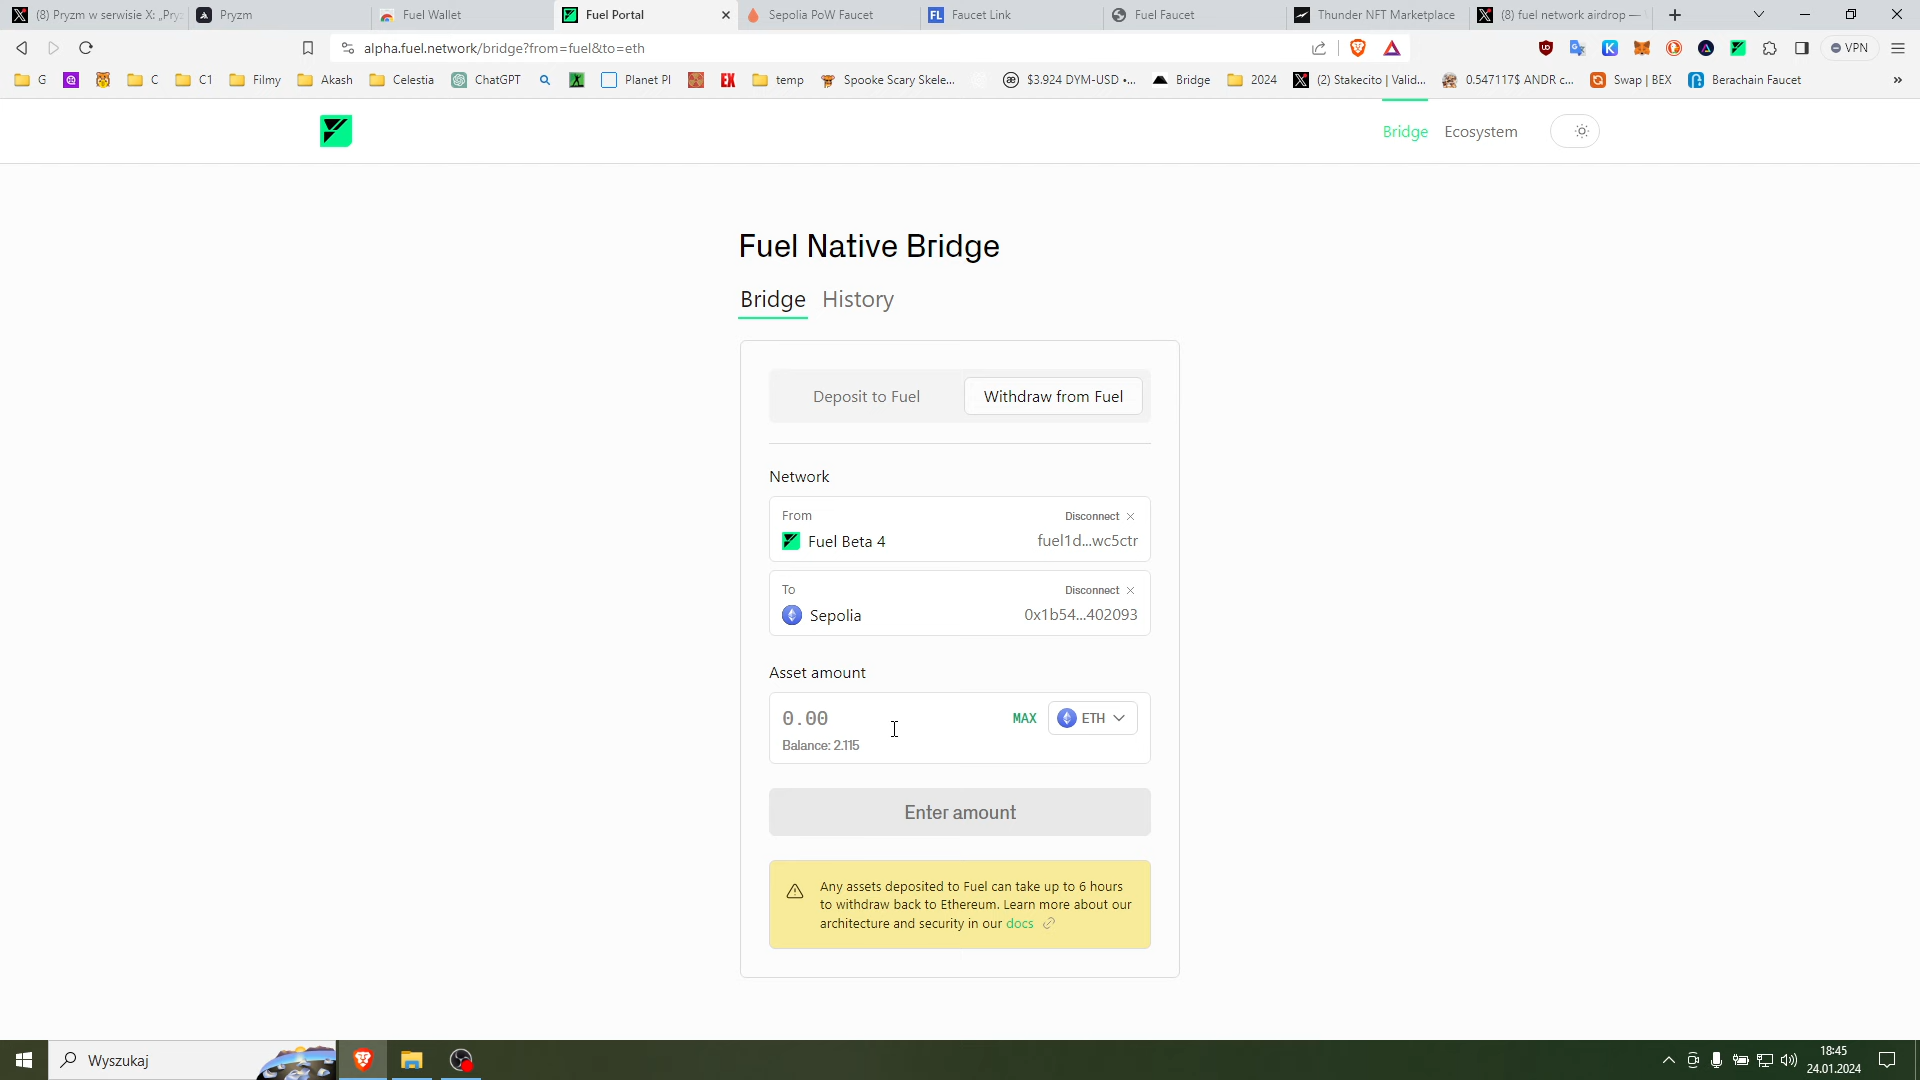 (8) Pryzm w serwisie X: „Pryz
Pryzm
Fuel Wallet
Fuel Portal
Sepolia PoW Faucet
FL Faucet Link
Fuel Faucet
Thunder NFT Marketplace
(8) fuel network airdrop —
alpha.fuel.network/bridge?from=fuel&to=eth
VPN
G
C
C1
Filmy
Akash
Celestia
ChatGPT
Planet PI
EX
temp
Spooke Scary Skele...
$3.924 DYM-USD •...
Bridge
2024
(2) Stakecito | Valid...
0.547117$ ANDR c...
Swap | BEX
Berachain Faucet
»
Bridge
Ecosystem
Fuel Native Bridge
Bridge
History
Deposit to Fuel
Withdraw from Fuel
Network
From
Disconnect
Fuel Beta 4
fuel1d...wc5ctr
To
Disconnect
Sepolia
0x1b54...402093
Asset amount
0.00
MAX
ETH
Balance: 2.115
Enter amount
Any assets deposited to Fuel can take up to 6 hours
to withdraw back to Ethereum. Learn more about our
architecture and security in our docs
Wyszukaj
18:45
24.01.2024